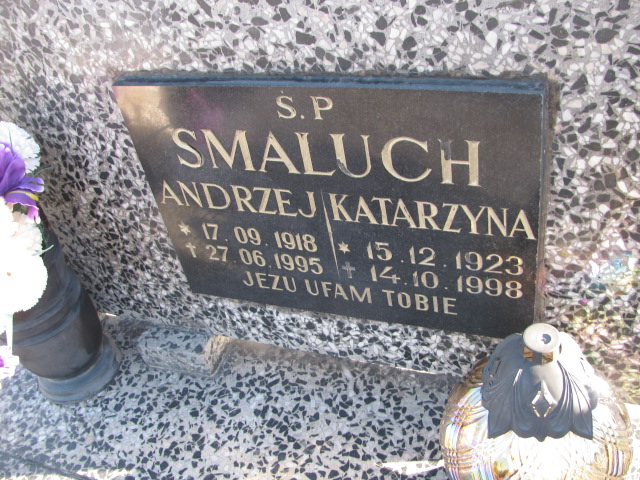 Ś.P
SMALUCH
ANDRZEJ KATARZYNA
* 17.09.1918 * 15.12.1923
✝ 27.06.1995 ✝ 14.10.1998
JEZU UFAM TOBIE